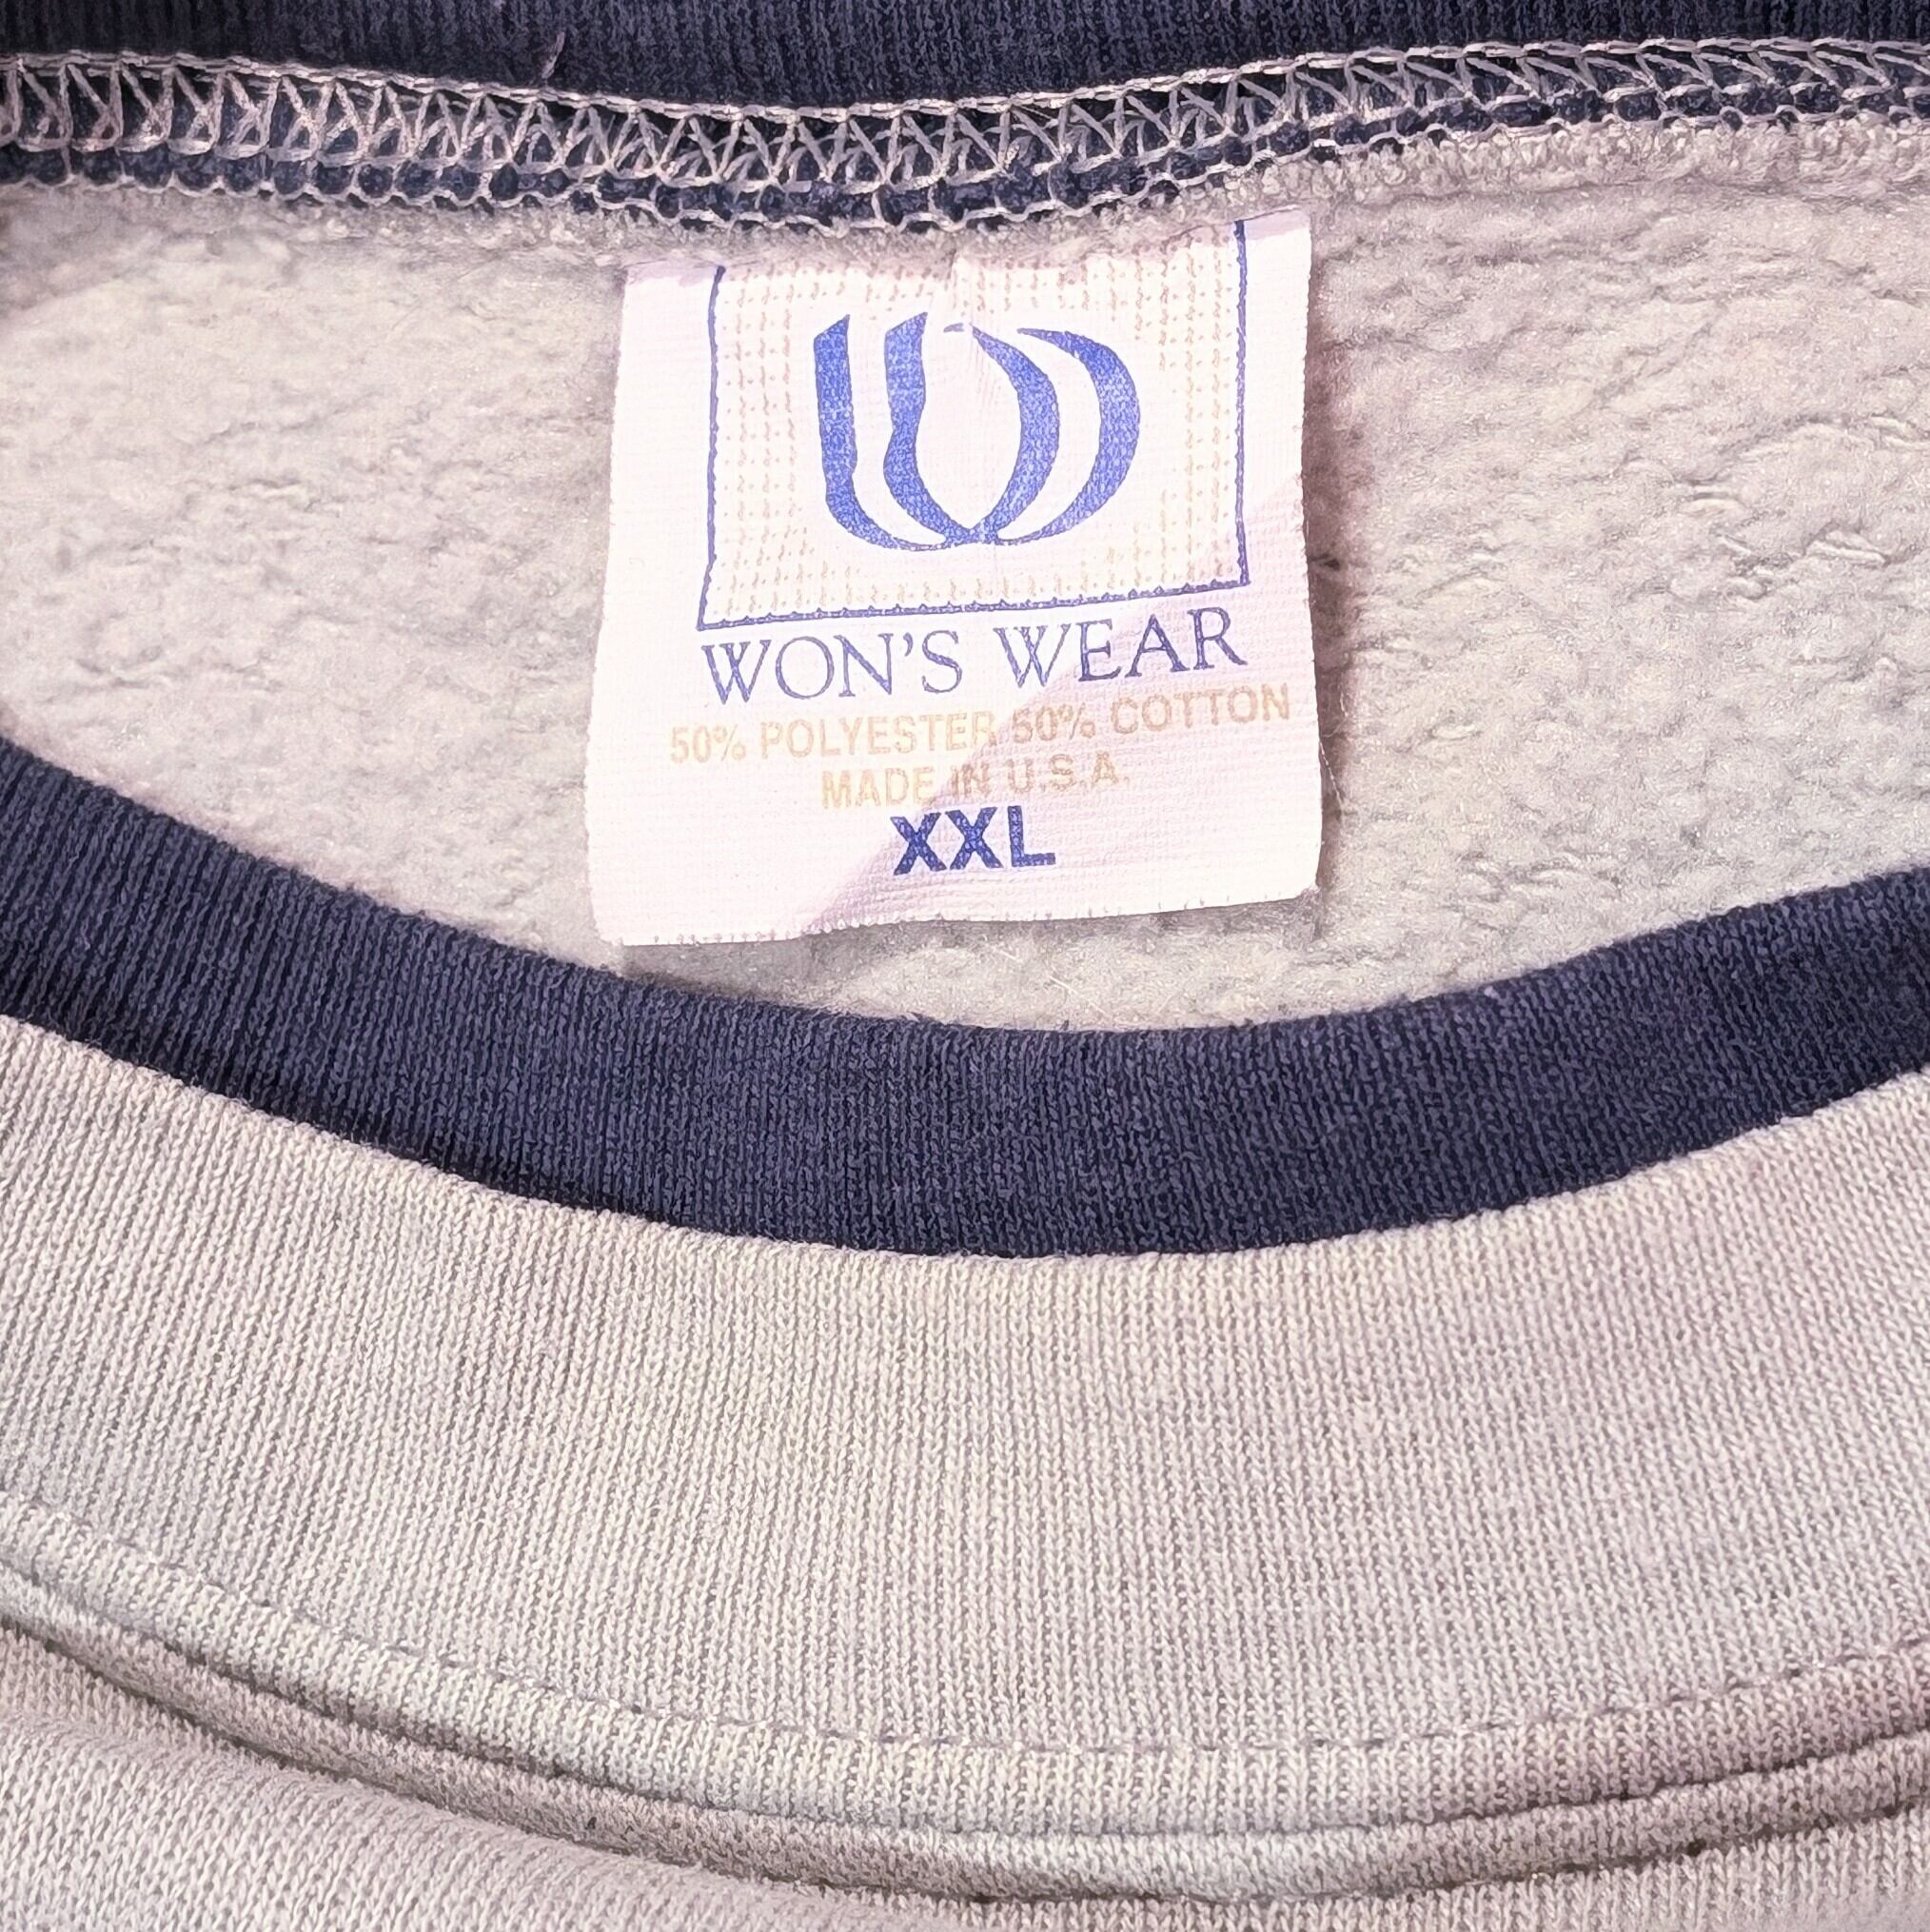 WON'S WEAR
50% POLYESTER 50% COTTON
MADE IN U.S.A.
XXL